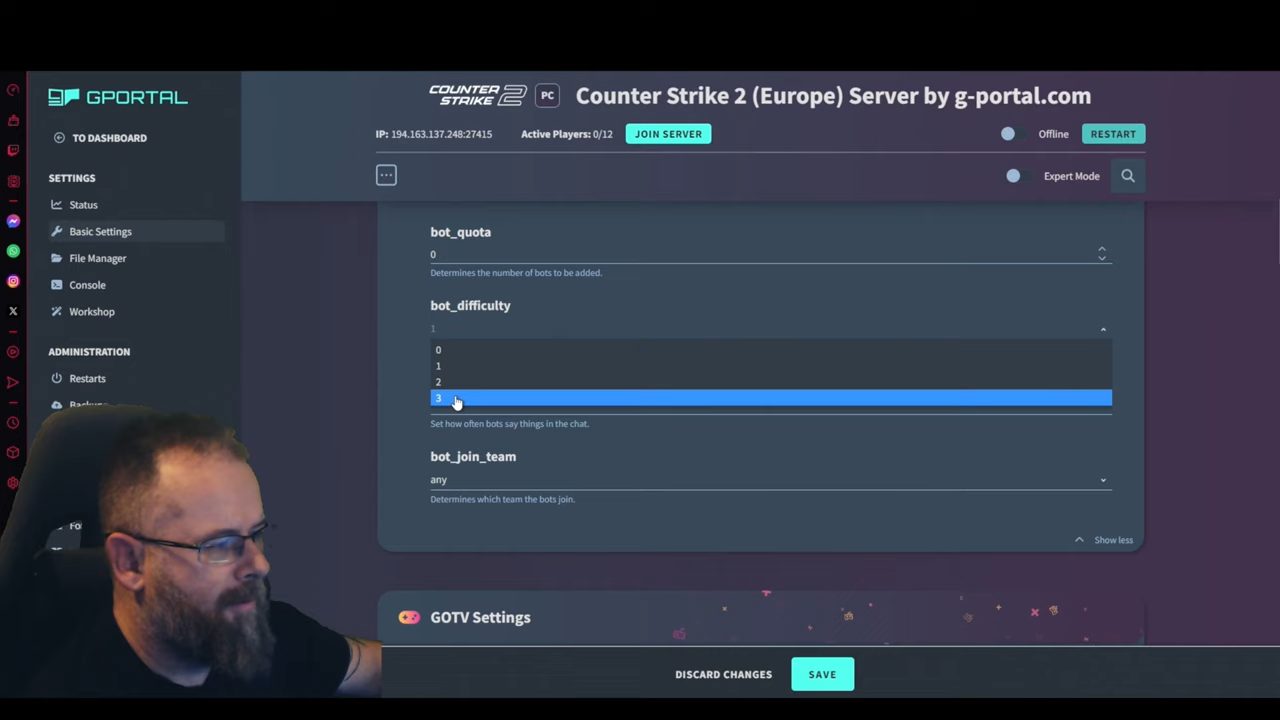 GPORTAL
COUNTER STRIKE 2
PC
Counter Strike 2 (Europe) Server by g-portal.com
TO DASHBOARD
IP: 194.163.137.248:27415
Active Players: 0/12
JOIN SERVER
Offline
RESTART
SETTINGS
Expert Mode
Status
Basic Settings
File Manager
Console
Workshop
ADMINISTRATION
Restarts
bot_quota
0
Determines the number of bots to be added.
bot_difficulty
1
0
1
2
3
Set how often bots say things in the chat.
bot_join_team
any
Determines which team the bots join.
Show less
GOTV Settings
DISCARD CHANGES
SAVE